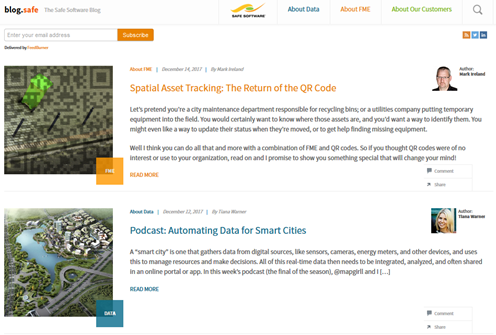 blog.safe The Safe Software Blog
SAFE SOFTWARE
About Data
About FME
About Our Customers
Enter your email address
Subscribe
Delivered by FeedBurner
About FME | December 14, 2017 | By Mark Ireland
Spatial Asset Tracking: The Return of the QR Code
Let's pretend you're a city maintenance department responsible for recycling bins; or a utilities company putting temporary
equipment into the field. You would certainly want to know where those assets are, and you'd want a way to identify them. You
might even like a way to update their status when they're moved, or to get help finding missing equipment.
Well I think you can do all that and more with a combination of FME and QR codes. So if you thought QR codes were of no
interest or use to your organization, read on and I promise to show you something special that will change your mind!
READ MORE
FME
Author:
Mark Ireland
Comment
Share
About Data | December 12, 2017 | By Tiana Warner
Podcast: Automating Data for Smart Cities
A "smart city" is one that gathers data from digital sources, like sensors, cameras, energy meters, and other devices, and uses
this to manage resources and make decisions. All of this real-time data then needs to be integrated, analyzed, and often shared
in an online portal or app. In this week's podcast (the final of the season), @mapgirll and I […]
READ MORE
DATA
Author:
Tiana Warner
Comment
Share